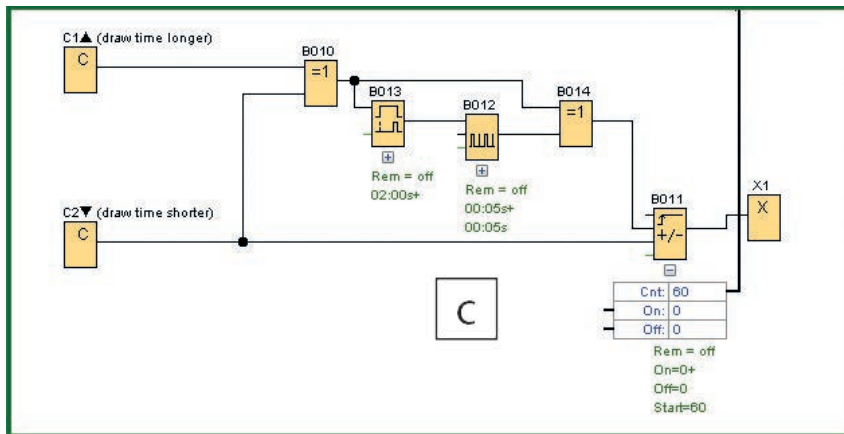 C1▲ (draw time longer)
C
B010
=1
B013
Rem = off
02:00s+
B012
Rem = off
00:05s+
00:05s
B014
=1
C2▼ (draw time shorter)
C
B011
+/-
X1
X
C
Cnt: 60
On: 0
Off: 0
Rem = off
On=0+
Off=0
Start=60